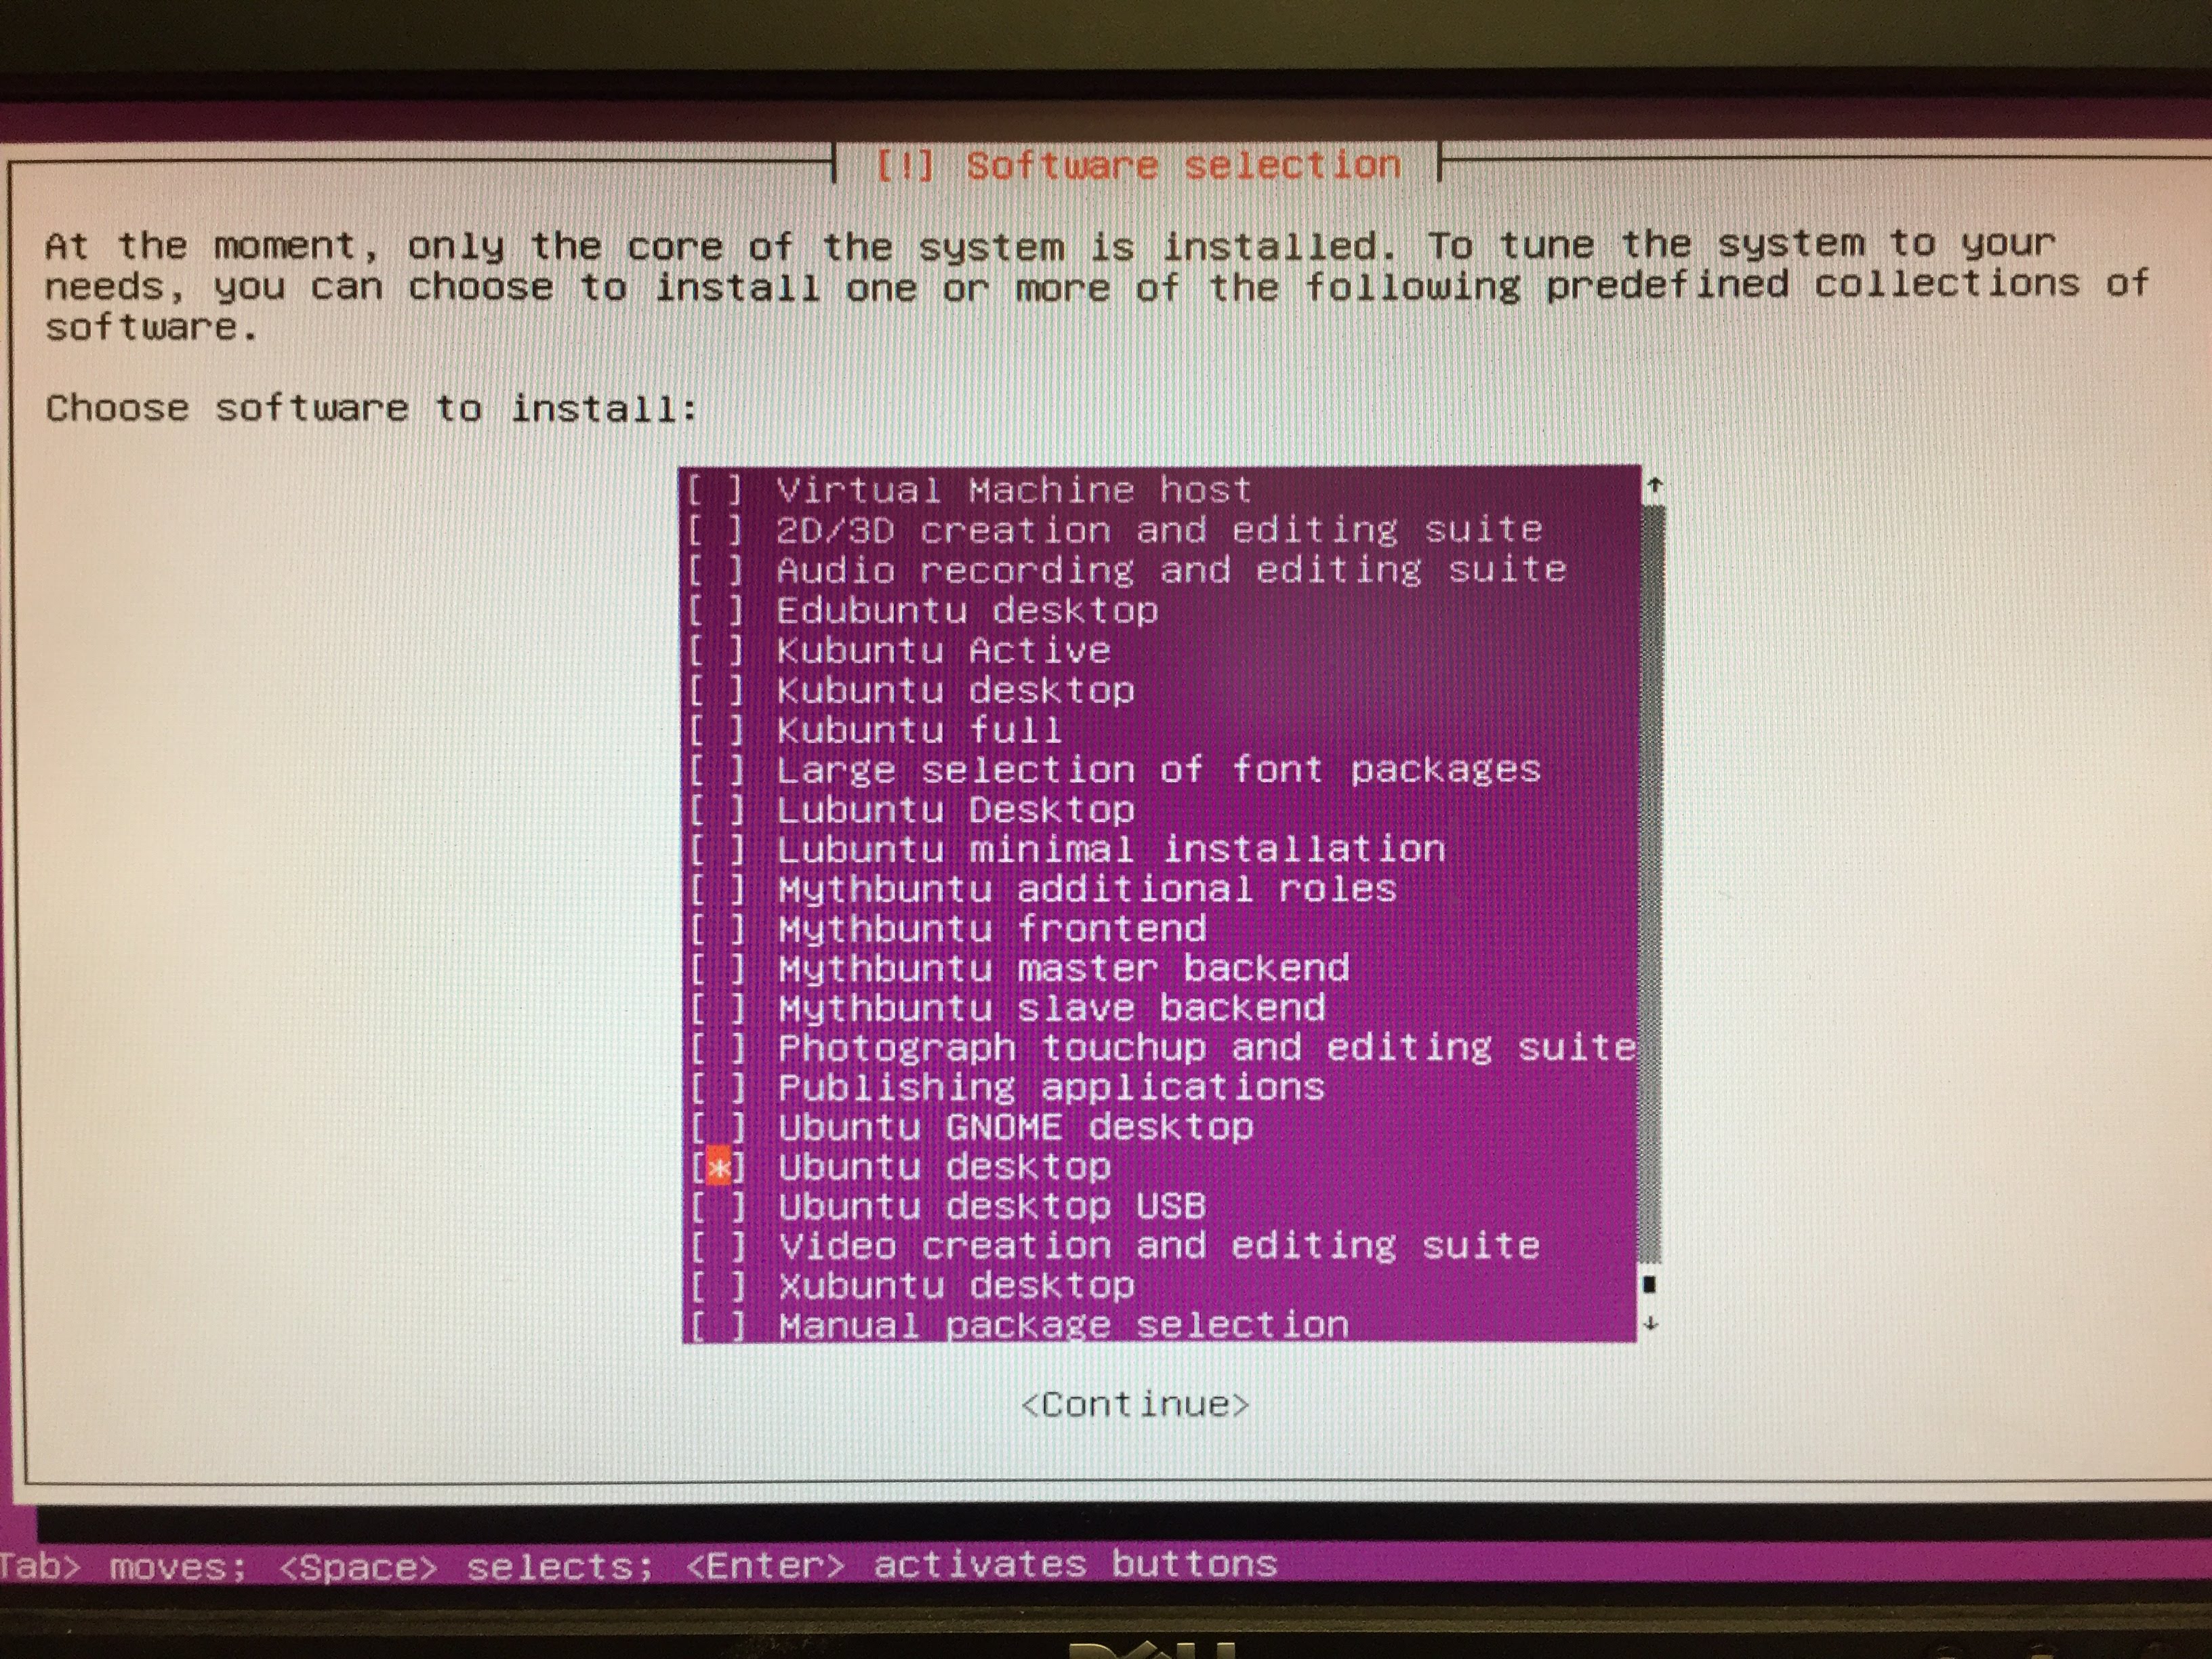 [!] Software selection
At the moment, only the core of the system is installed. To tune the system to your
needs, you can choose to install one or more of the following predefined collections of
software.
Choose software to install:
[ ] Virtual Machine host
[ ] 2D/3D creation and editing suite
[ ] Audio recording and editing suite
[ ] Edubuntu desktop
[ ] Kubuntu Active
[ ] Kubuntu desktop
[ ] Kubuntu full
[ ] Large selection of font packages
[ ] Lubuntu Desktop
[ ] Lubuntu minimal installation
[ ] Mythbuntu additional roles
[ ] Mythbuntu frontend
[ ] Mythbuntu master backend
[ ] Mythbuntu slave backend
[ ] Photograph touchup and editing suite
[ ] Publishing applications
[ ] Ubuntu GNOME desktop
[*] Ubuntu desktop
[ ] Ubuntu desktop USB
[ ] Video creation and editing suite
[ ] Xubuntu desktop
[ ] Manual package selection
<Continue>
Tab> moves; <Space> selects; <Enter> activates buttons
DELL